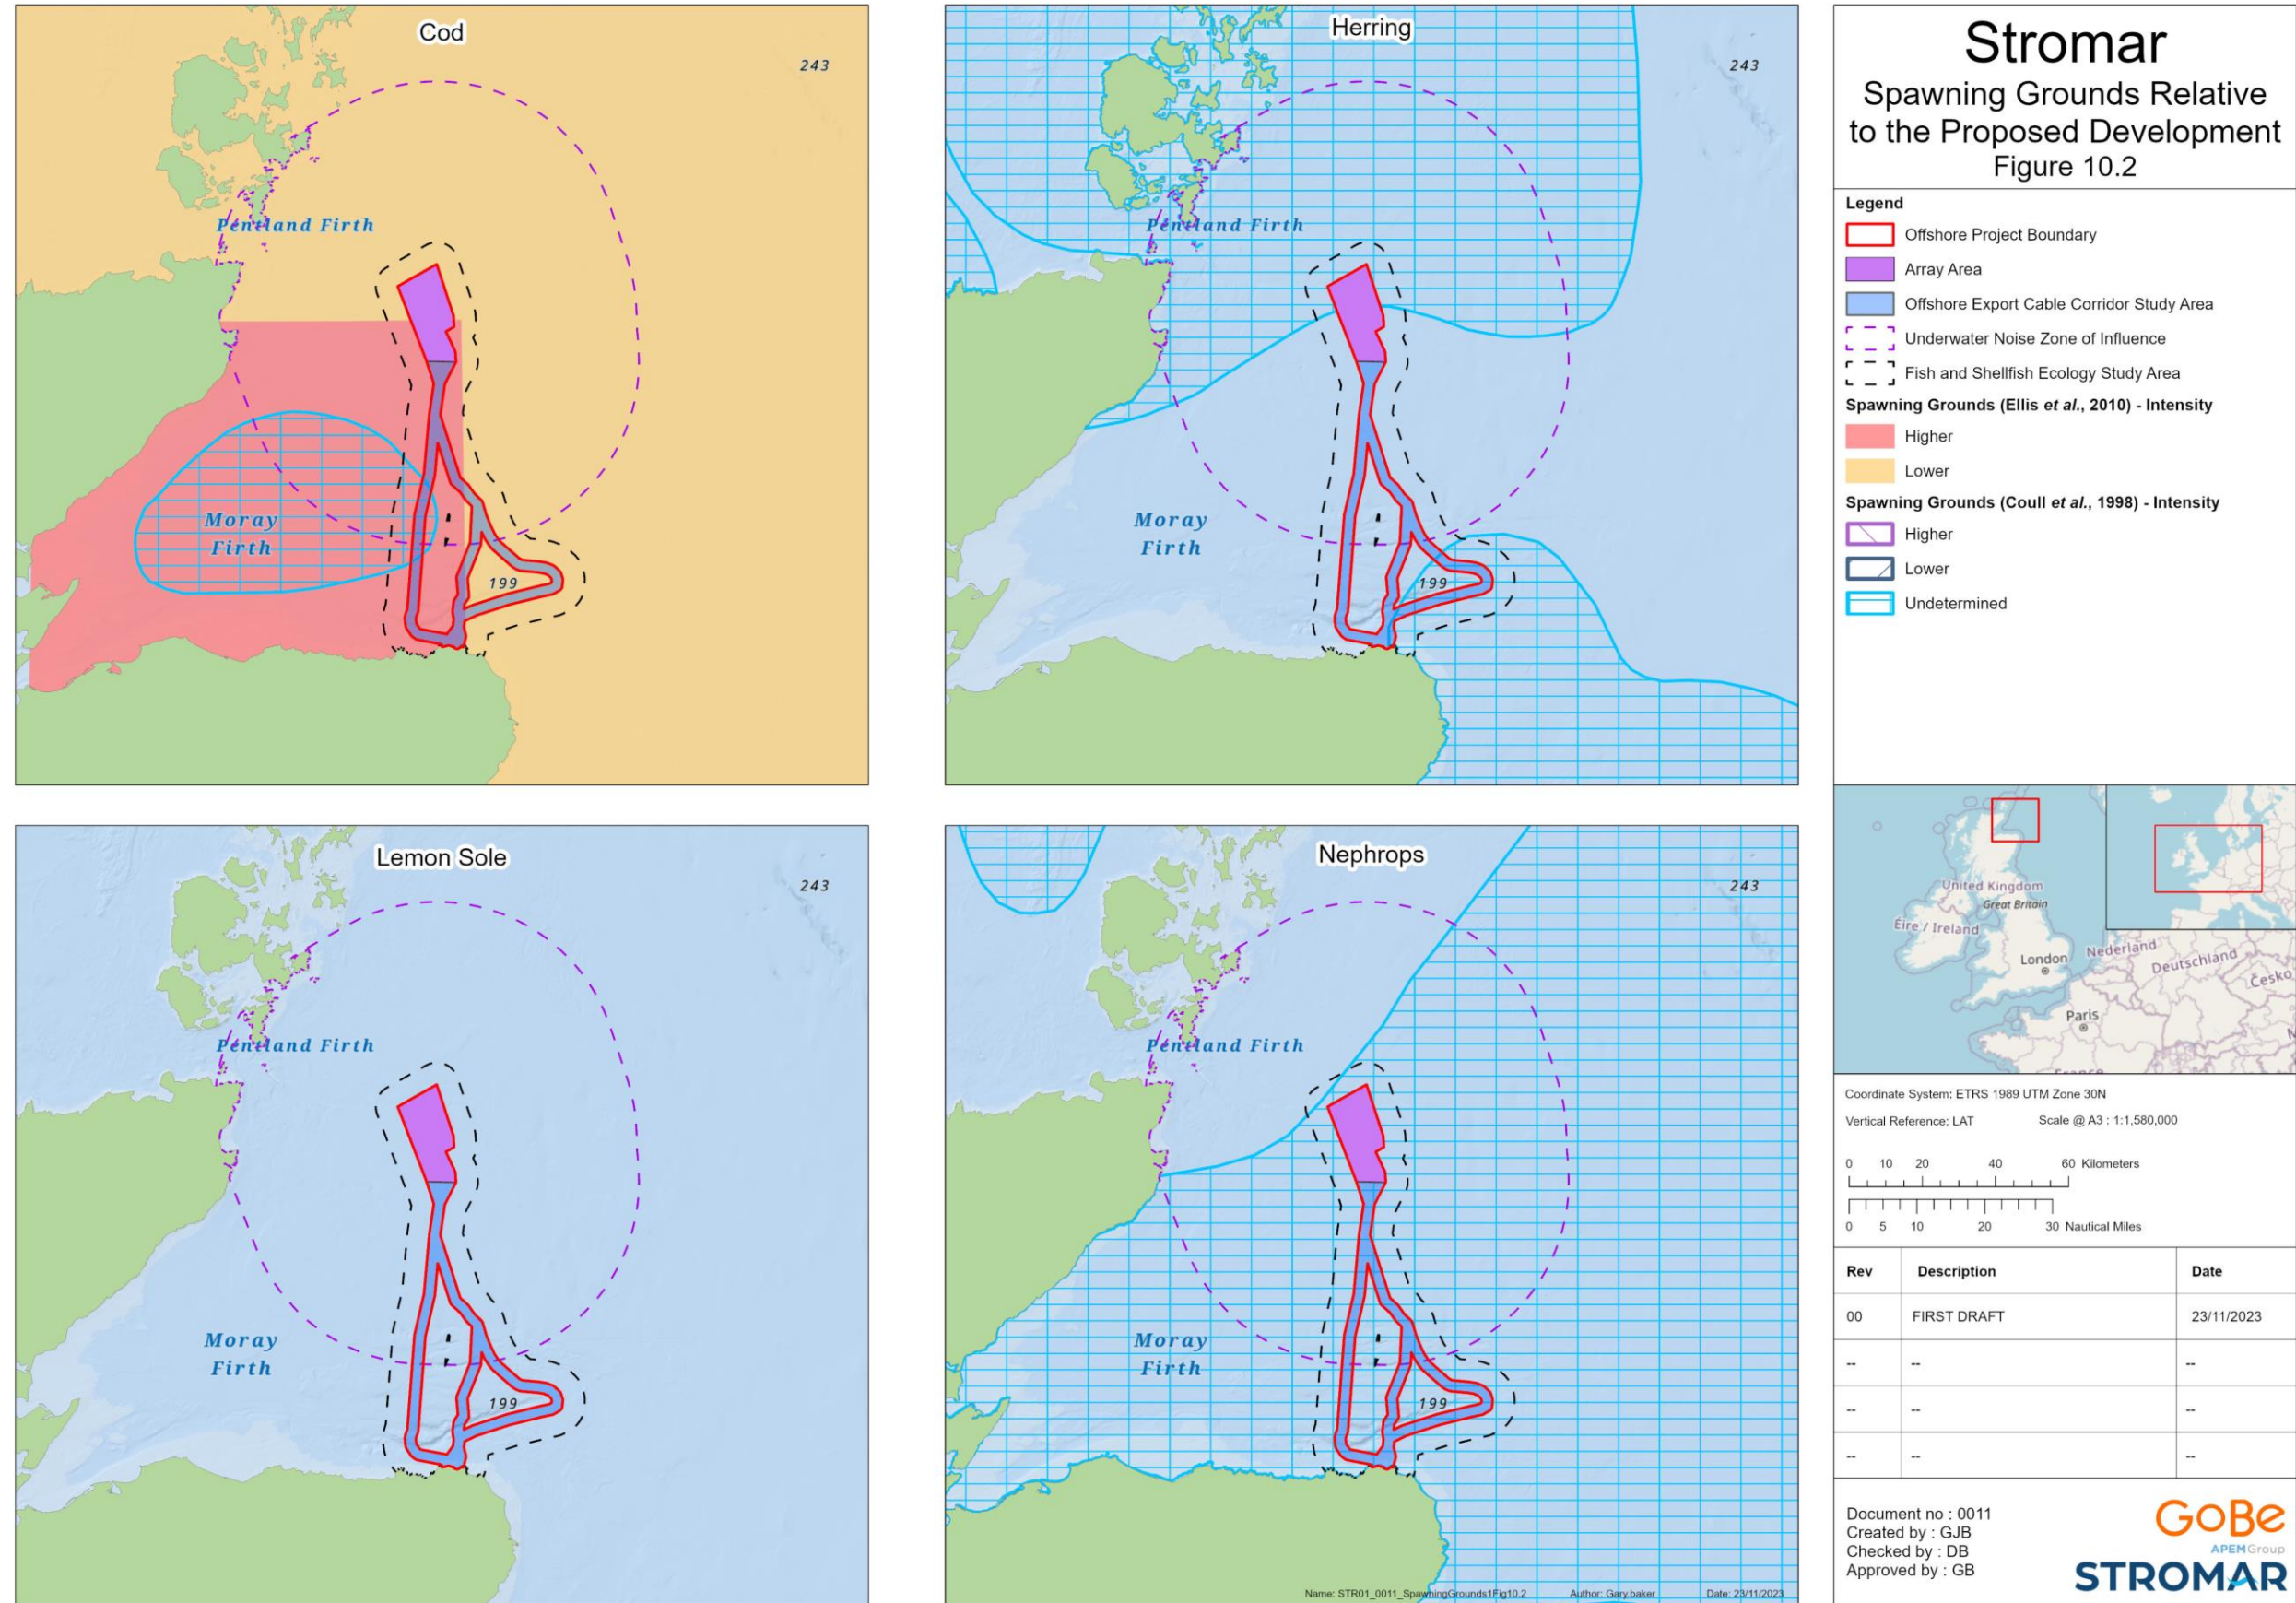 Cod
243
Pentland Firth
Moray
Firth
199
Herring
243
Pentland Firth
Moray
Firth
199
Lemon Sole
243
Pentland Firth
Moray
Firth
199
Nephrops
243
Pentland Firth
Moray
Firth
199
Name: STR01_0011_SpawningGrounds1Fig10.2 Author: Gary.baker Date: 23/11/2023
Stromar
Spawning Grounds Relative
to the Proposed Development
Figure 10.2
Legend
Offshore Project Boundary
Array Area
Offshore Export Cable Corridor Study Area
Underwater Noise Zone of Influence
Fish and Shellfish Ecology Study Area
Spawning Grounds (Ellis et al., 2010) - Intensity
Higher
Lower
Spawning Grounds (Coull et al., 1998) - Intensity
Higher
Lower
Undetermined
United Kingdom
Great Britain
Éire / Ireland
London
Nederland
Deutschland
Česko
Paris
France
Coordinate System: ETRS 1989 UTM Zone 30N
Vertical Reference: LAT Scale @ A3 : 1:1,580,000
0 10 20 40 60 Kilometers
0 5 10 20 30 Nautical Miles
Rev Description Date
00 FIRST DRAFT 23/11/2023
-- -- --
-- -- --
-- -- --
Document no : 0011
Created by : GJB
Checked by : DB
Approved by : GB
GoBe
APEMGroup
STROMAR